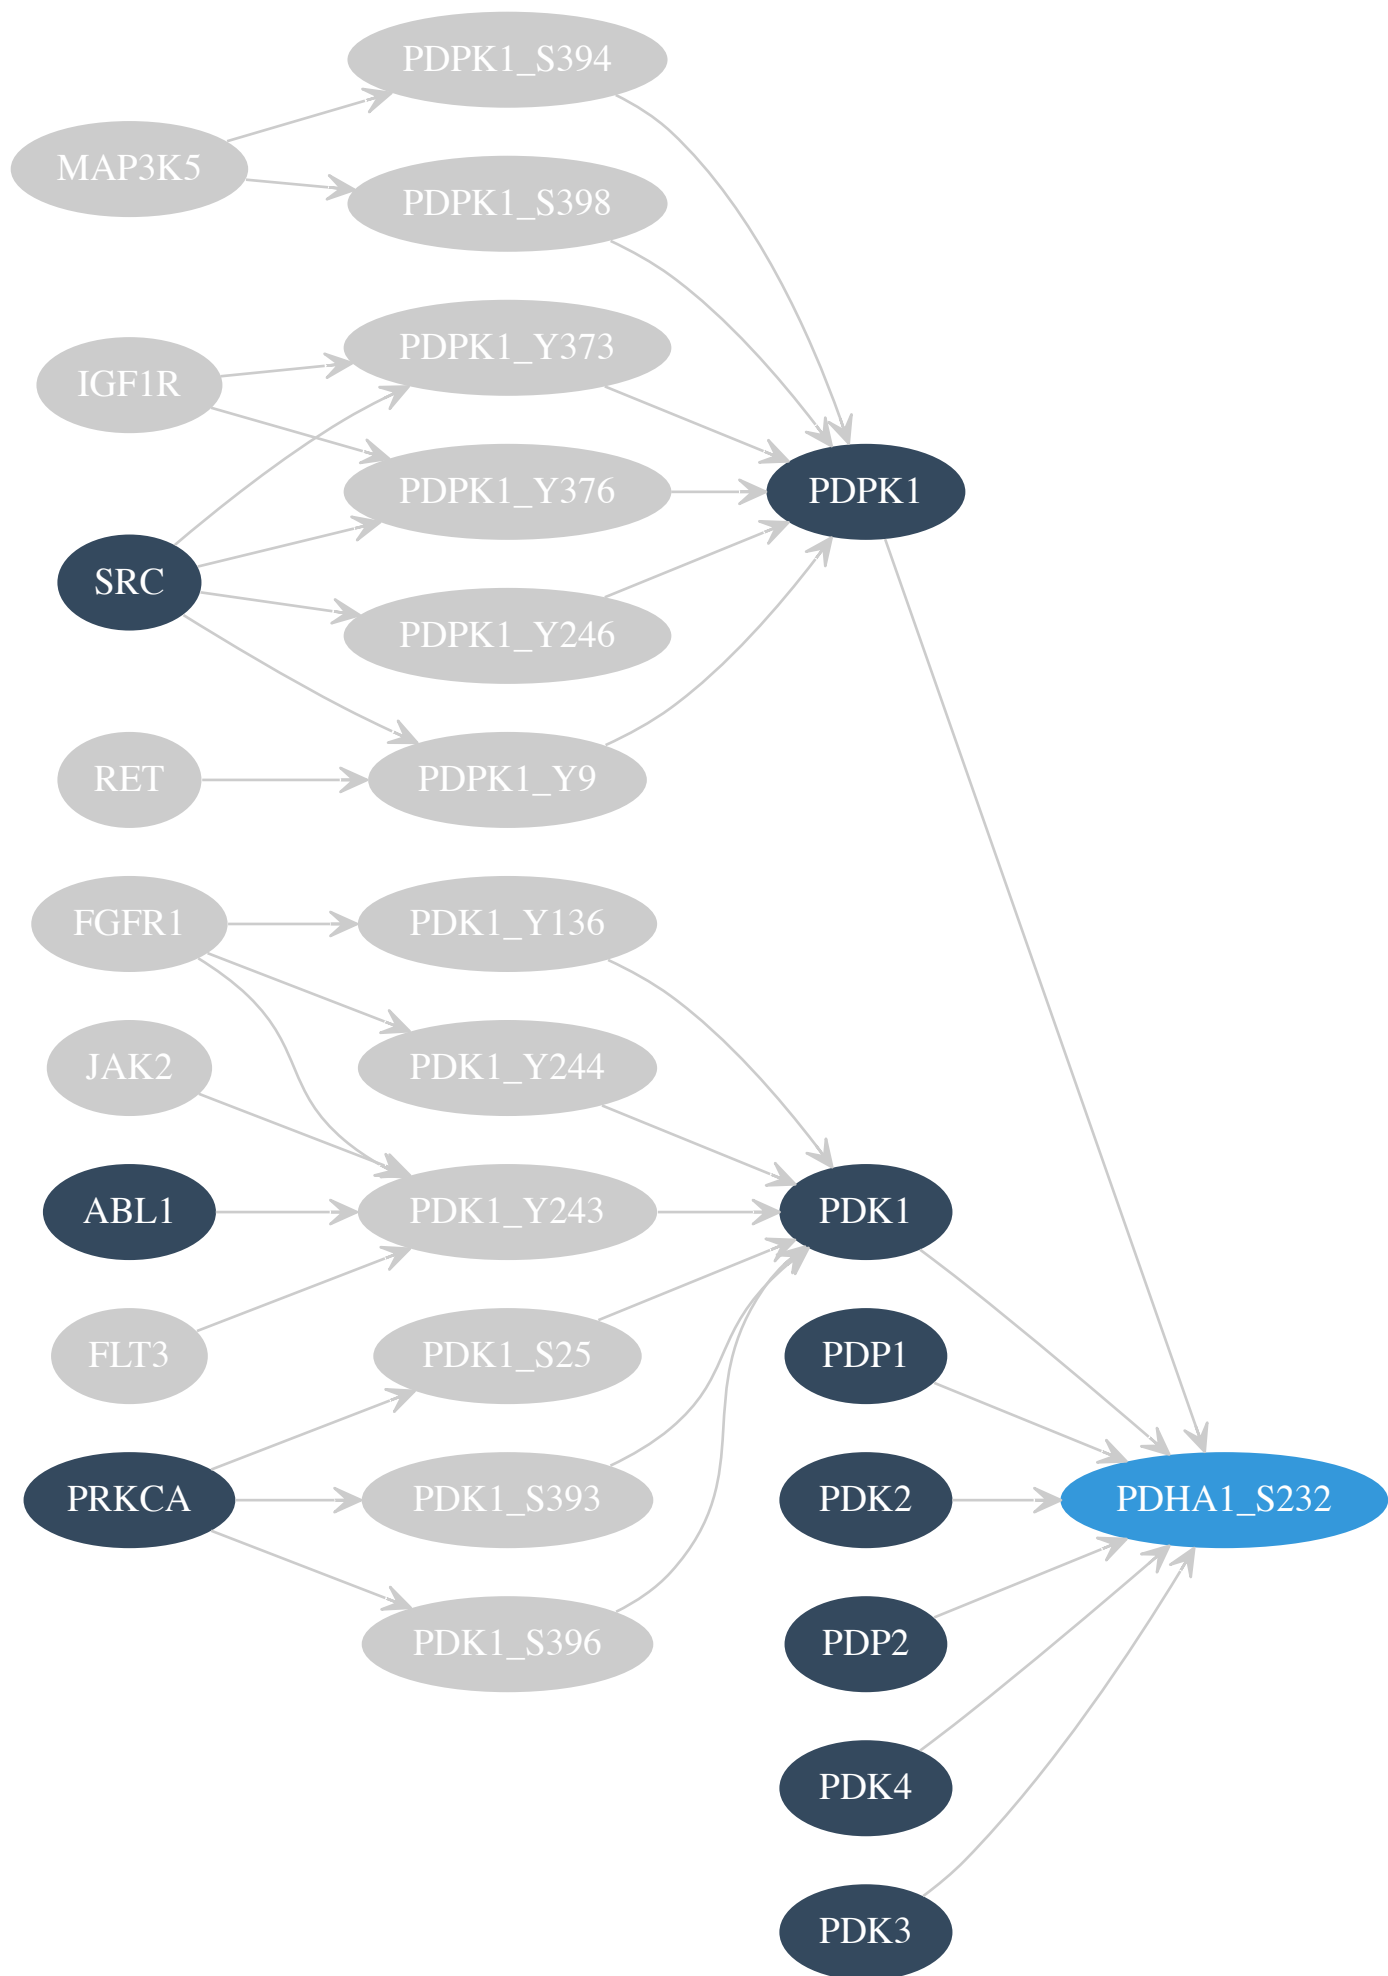 PDPK1_S394
MAP3K5
PDPK1_S398
PDPK1_Y373
IGF1R
PDPK1_Y376
PDPK1
SRC
PDPK1_Y246
RET
PDPK1_Y9
FGFR1
PDK1_Y136
JAK2
PDK1_Y244
ABL1
PDK1_Y243
PDK1
FLT3
PDK1_S25
PDP1
PRKCA
PDK1_S393
PDK2
PDHA1_S232
PDK1_S396
PDP2
PDK4
PDK3